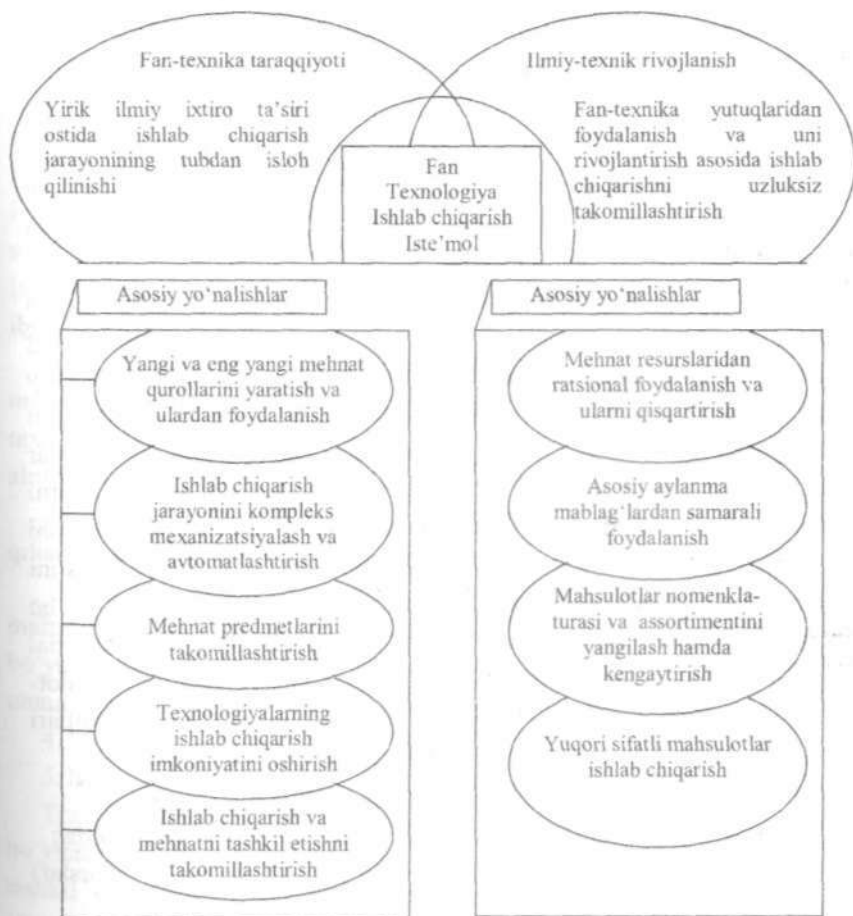 Fan-texnika taraqqiyoti
Yirik ilmiy ixtiro ta’siri
ostida ishlab chiqarish
jarayonining tubdan isloh
qilinishi
Ilmiy-texnik rivojlanish
Fan-texnika yutuqlaridan
foydalanish va uni
rivojlantirish asosida ishlab
chiqarishni uzluksiz
takomillashtirish
Fan
Texnologiya
Ishlab chiqarish
Iste’mol
Asosiy yo‘nalishlar
Yangi va eng yangi mehnat
qurollarini yaratish va
ulardan foydalanish
Ishlab chiqarish
jarayonini kompleks
mexanizatsiyalash va
avtomatlashtirish
Mehnat predmetlarini
takomillashtirish
Texnologiyalarning
ishlab chiqarish
imkoniyatini oshirish
Ishlab chiqarish va
mehnatni tashkil etishni
takomillashtirish
Asosiy yo‘nalishlar
Mehnat resurslaridan
ratsional foydalanish va
ularni qisqartirish
Asosiy aylanma
mablag‘lardan samarali
foydalanish
Mahsulotlar nomenkla-
turasi va assortimentini
yangilash hamda
kengaytirish
Yuqori sifatli mahsulotlar
ishlab chiqarish